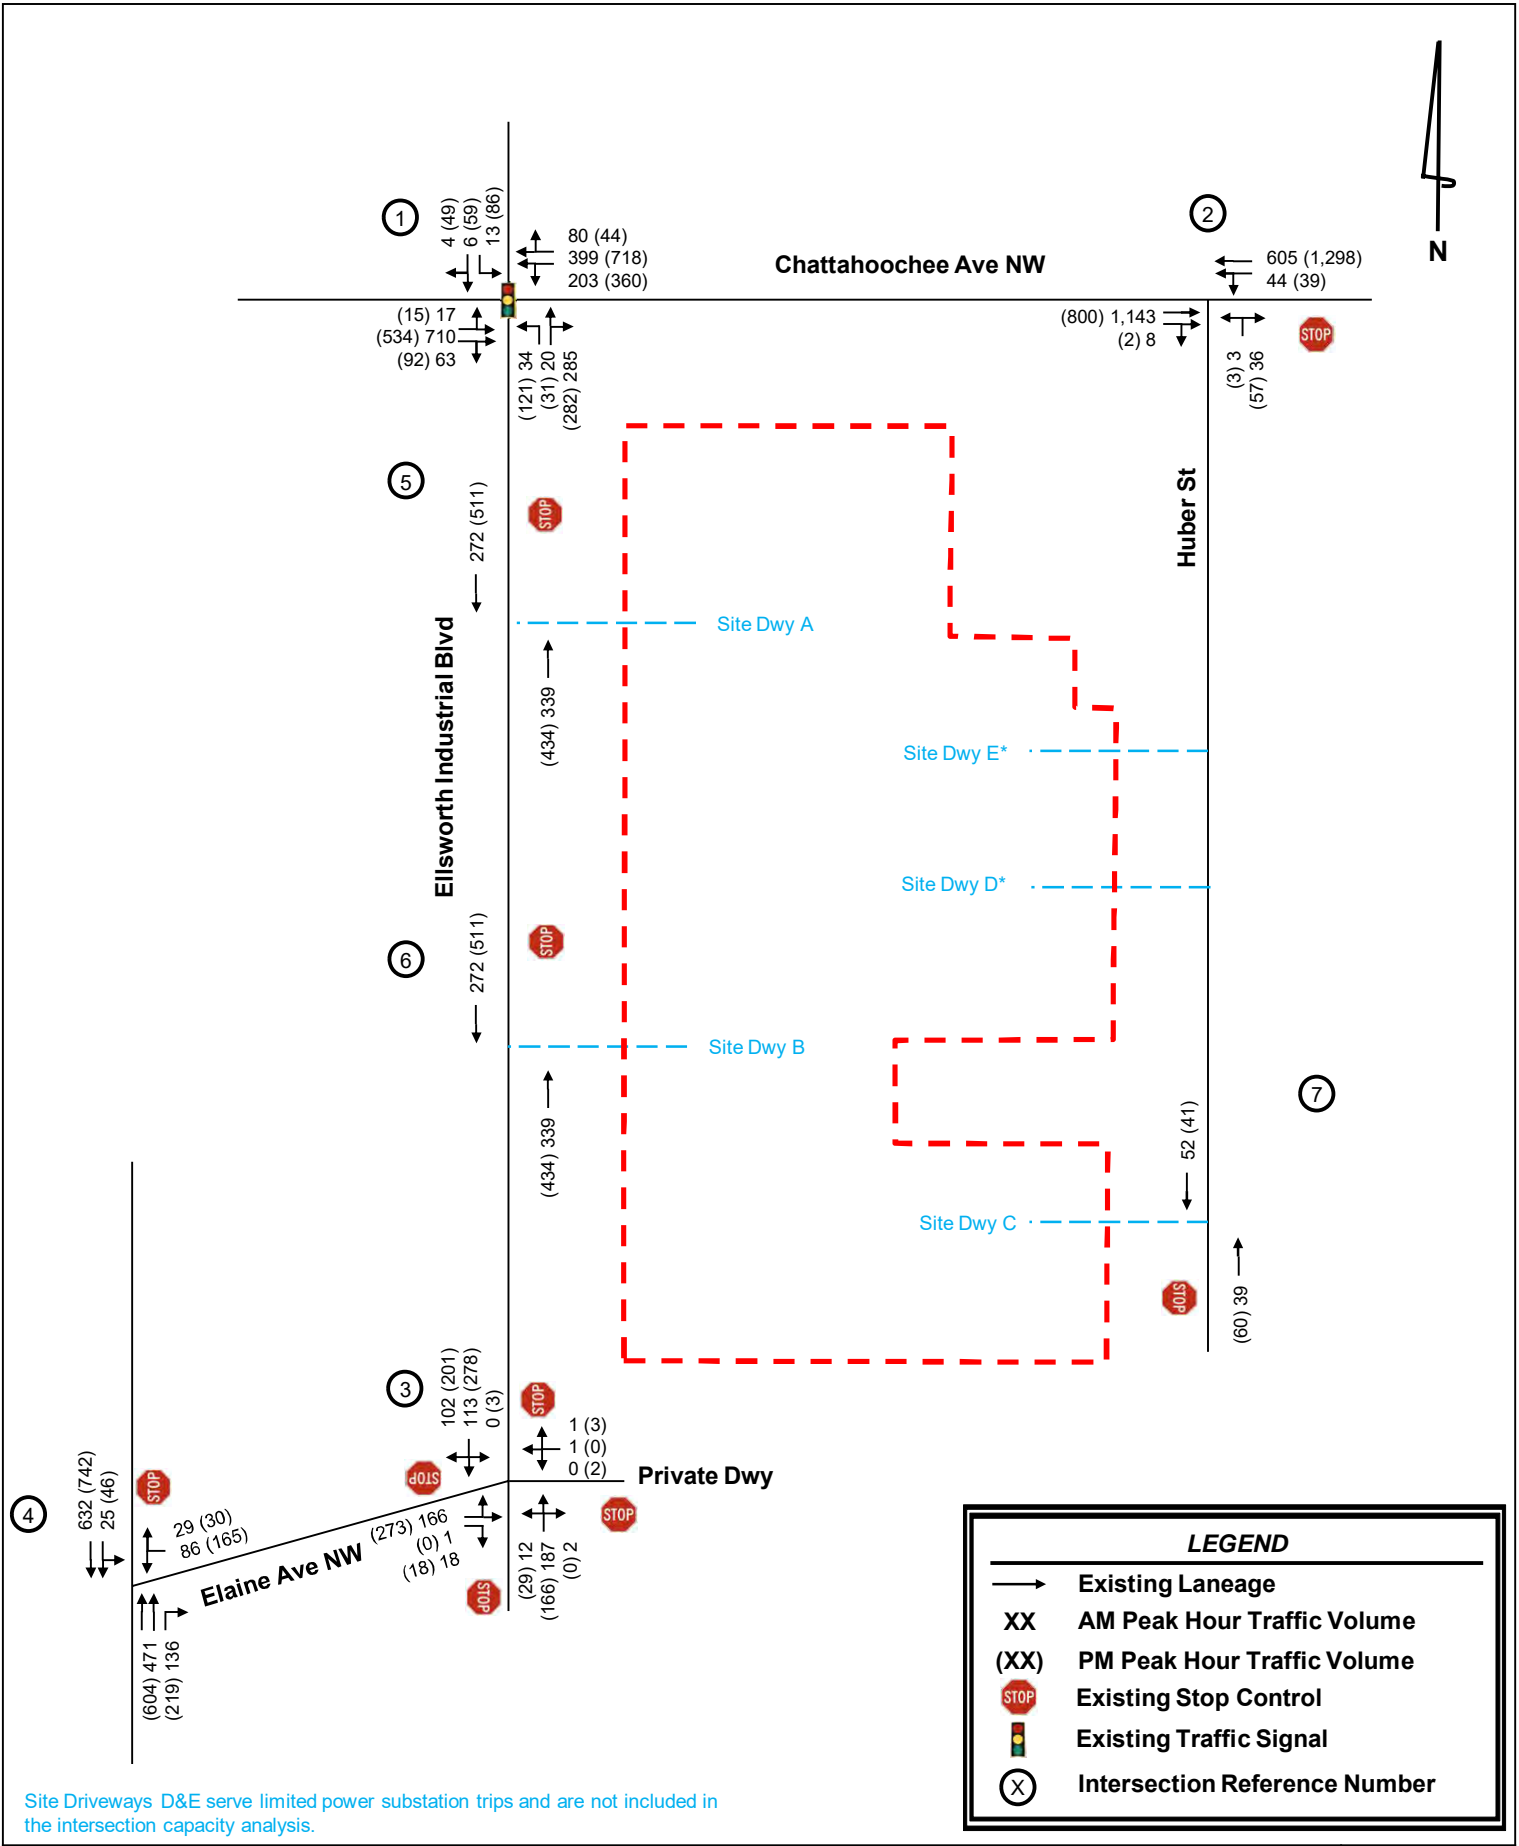 1
4 (49)
6 (59)
13 (86)
80 (44)
399 (718)
203 (360)
Chattahoochee Ave NW
2
605 (1,298)
44 (39)
N
(15) 17
(534) 710
(92) 63
(121) 34
(31) 20
(282) 285
(800) 1,143
(2) 8
STOP
(3) 3
(57) 36
5
272 (511)
STOP
Huber St
Site Dwy A
Ellsworth Industrial Blvd
(434) 339
Site Dwy E*
Site Dwy D*
6
272 (511)
STOP
Site Dwy B
(434) 339
7
52 (41)
Site Dwy C
STOP
(60) 39
3
102 (201)
113 (278)
0 (3)
STOP
1 (3)
1 (0)
0 (2)
Private Dwy
STOP
4
632 (742)
25 (46)
STOP
29 (30)
86 (165)
Elaine Ave NW
(273) 166
(0) 1
(18) 18
STOP
(29) 12
(166) 187
(0) 2
STOP
(604) 471
(219) 136
LEGEND
Existing Laneage
XX AM Peak Hour Traffic Volume
(XX) PM Peak Hour Traffic Volume
STOP Existing Stop Control
Existing Traffic Signal
X Intersection Reference Number
Site Driveways D&E serve limited power substation trips and are not included in
the intersection capacity analysis.